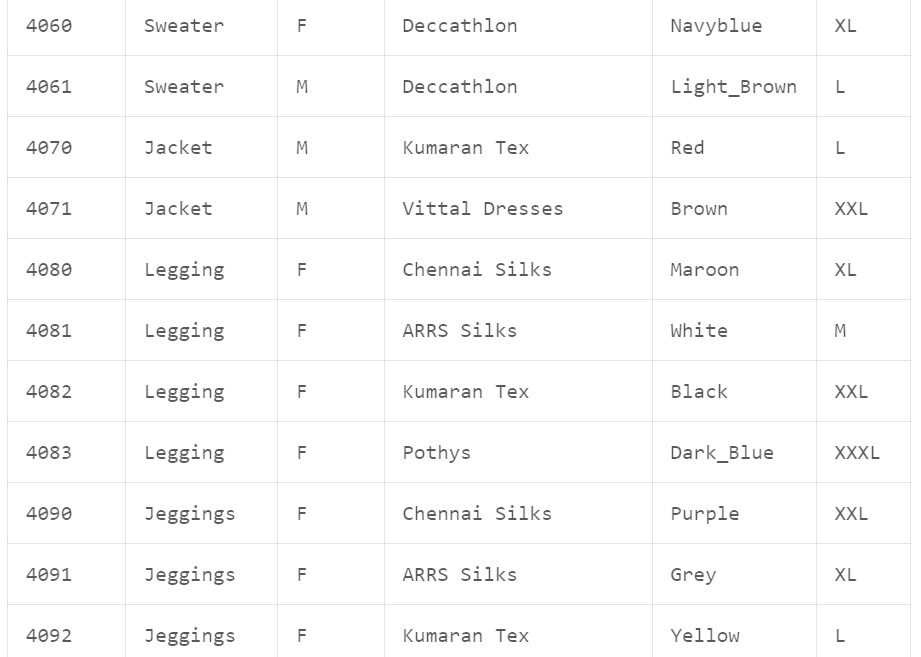 4060 Sweater F Deccathlon Navyblue XL
4061 Sweater M Deccathlon Light_Brown L
4070 Jacket M Kumaran Tex Red L
4071 Jacket M Vittal Dresses Brown XXL
4080 Legging F Chennai Silks Maroon XL
4081 Legging F ARRS Silks White M
4082 Legging F Kumaran Tex Black XXL
4083 Legging F Pothys Dark_Blue XXXL
4090 Jeggings F Chennai Silks Purple XXL
4091 Jeggings F ARRS Silks Grey XL
4092 Jeggings F Kumaran Tex Yellow L